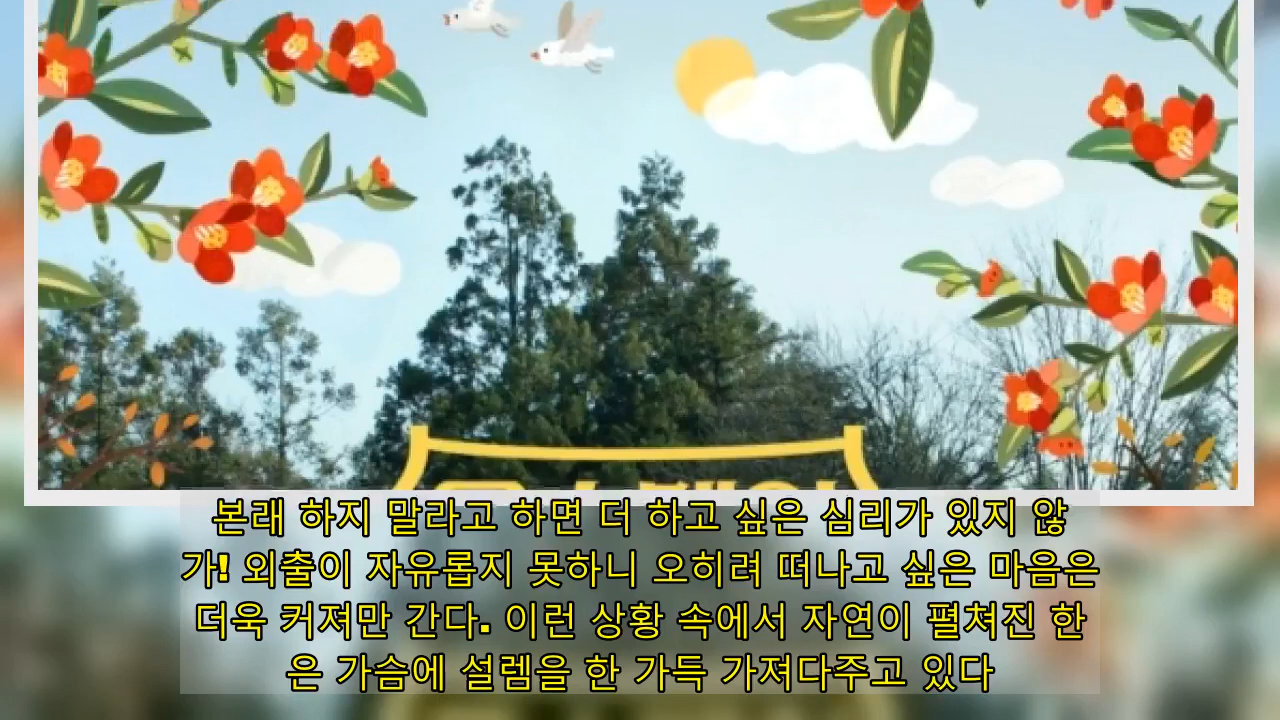 본래 하지 말라고 하면 더 하고 싶은 심리가 있지 않
가! 외출이 자유롭지 못하니 오히려 떠나고 싶은 마음은
더욱 커져만 간다. 이런 상황 속에서 자연이 펼쳐진 한
은 가슴에 설렘을 한 가득 가져다주고 있다